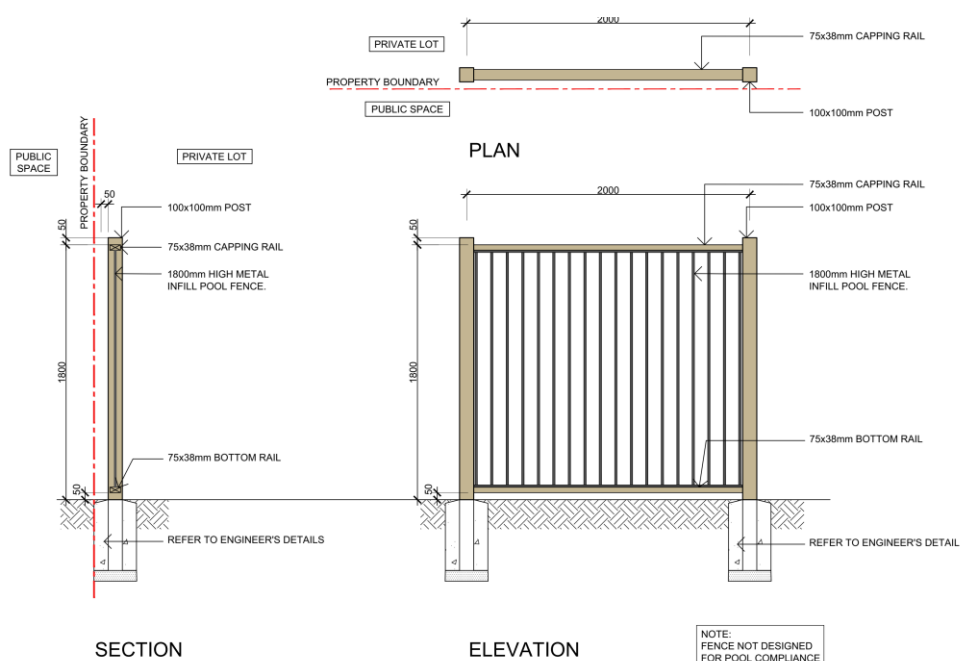 2000
PRIVATE LOT
75x38mm CAPPING RAIL
PROPERTY BOUNDARY
PUBLIC SPACE
100x100mm POST
PLAN
PUBLIC
SPACE
PROPERTY BOUNDARY
PRIVATE LOT
50
50
100x100mm POST
75x38mm CAPPING RAIL
1800mm HIGH METAL
INFILL POOL FENCE.
1800
75x38mm BOTTOM RAIL
50
REFER TO ENGINEER'S DETAILS
SECTION
2000
75x38mm CAPPING RAIL
100x100mm POST
50
1800mm HIGH METAL
INFILL POOL FENCE.
1800
75x38mm BOTTOM RAIL
50
REFER TO ENGINEER'S DETAIL
ELEVATION
NOTE:
FENCE NOT DESIGNED
FOR POOL COMPLIANCE